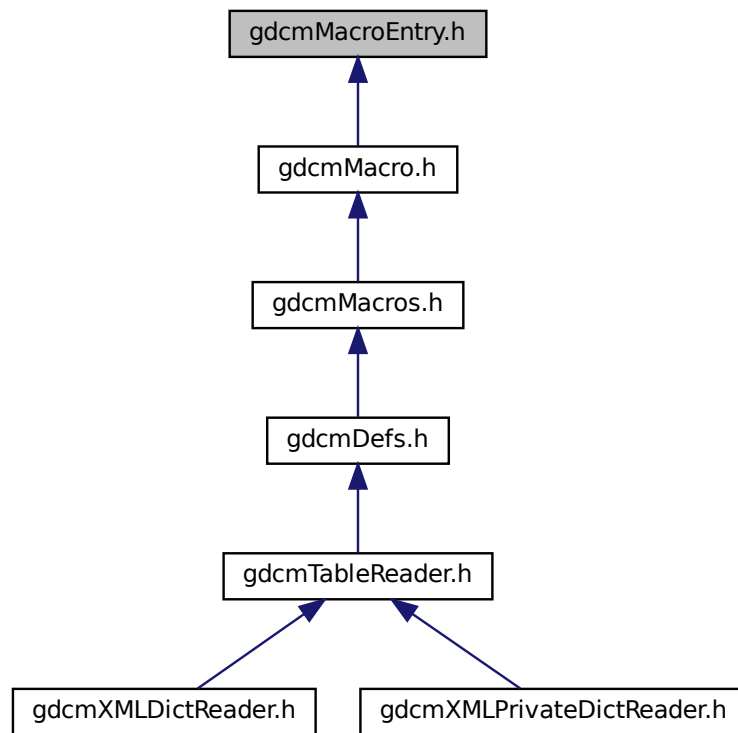 gdcmMacroEntry.h
gdcmMacro.h
gdcmMacros.h
gdcmDefs.h
gdcmTableReader.h
gdcmXMLDictReader.h
gdcmXMLPrivateDictReader.h